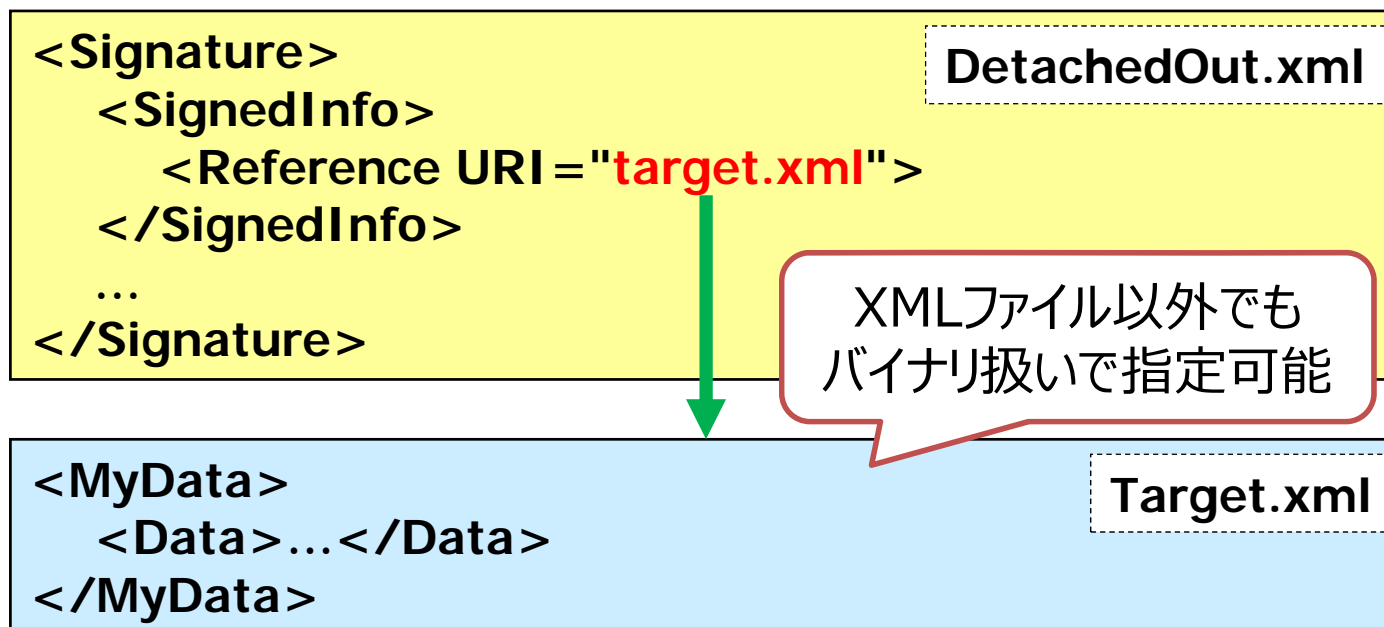 <Signature>
DetachedOut.xml
<SignedInfo>
<Reference URI="target.xml">
</SignedInfo>
...
</Signature>
XMLファイル以外でも
バイナリ扱いで指定可能
<MyData>
Target.xml
<Data>...</Data>
</MyData>